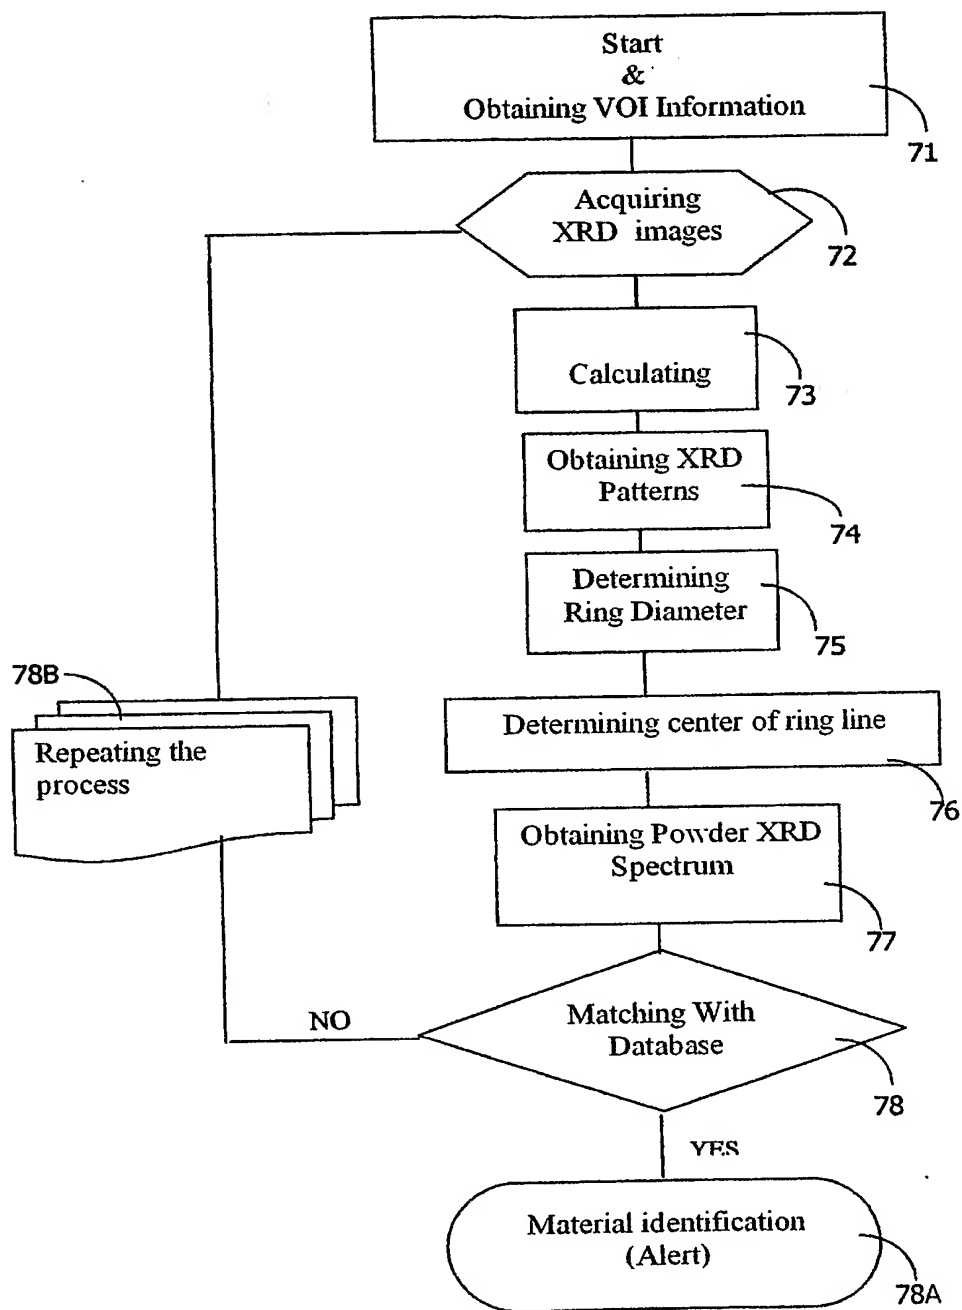 Start
&
Obtaining VOI Information
71
Acquiring
XRD images
72
Calculating
73
Obtaining XRD
Patterns
74
Determining
Ring Diameter
75
78B
Repeating the
process
Determining center of ring line
76
Obtaining Powder XRD
Spectrum
77
NO
Matching With
Database
78
YES
Material identification
(Alert)
78A